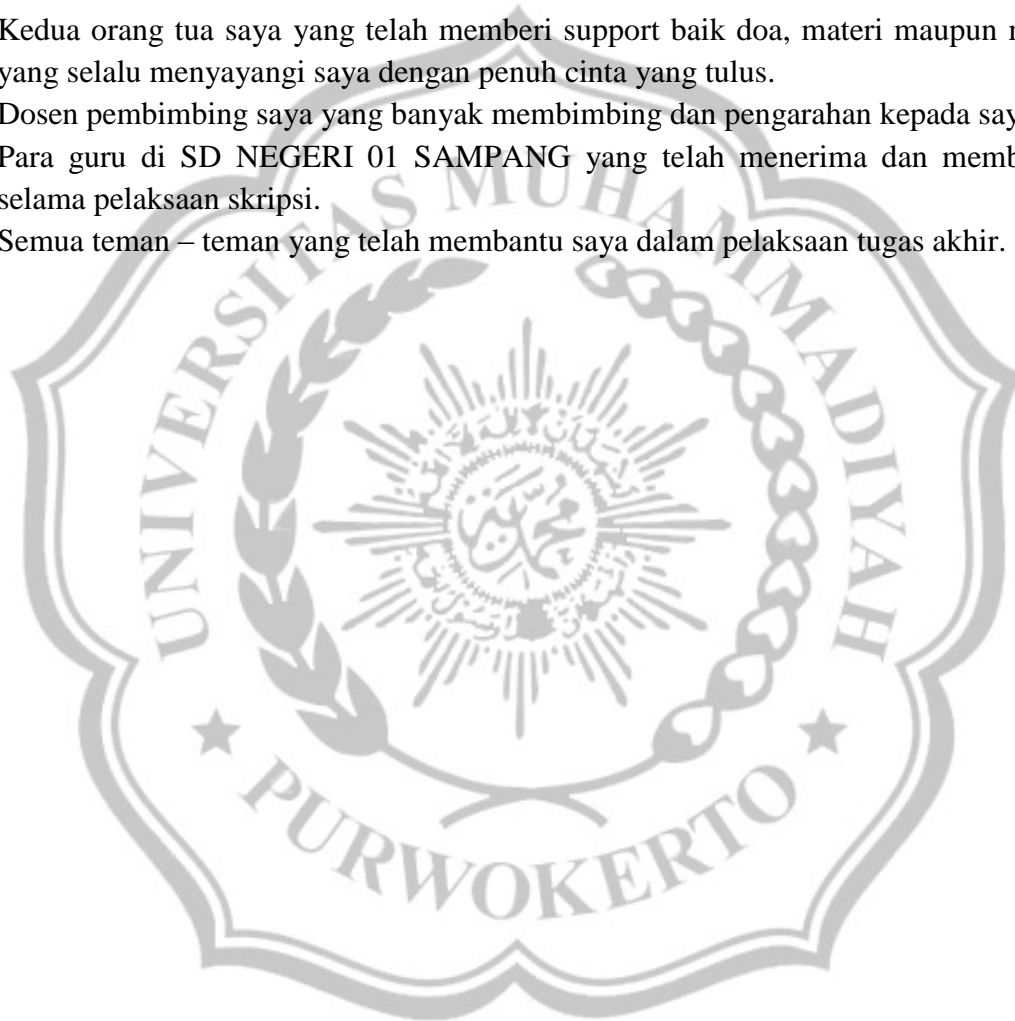 Kedua orang tua saya yang telah memberi support baik doa, materi maupun
yang selalu menyayangi saya dengan penuh cinta yang tulus.
Dosen pembimbing saya yang banyak membimbing dan pengarahan kepada
Para guru di SD NEGERI 01 SAMPANG yang telah menerima dan
selama pelaksaan skripsi.
Semua teman – teman yang telah membantu saya dalam pelaksaan tugas akhir.
UNIVERSITAS MUHAMMADIYAH
PURWOKERTO